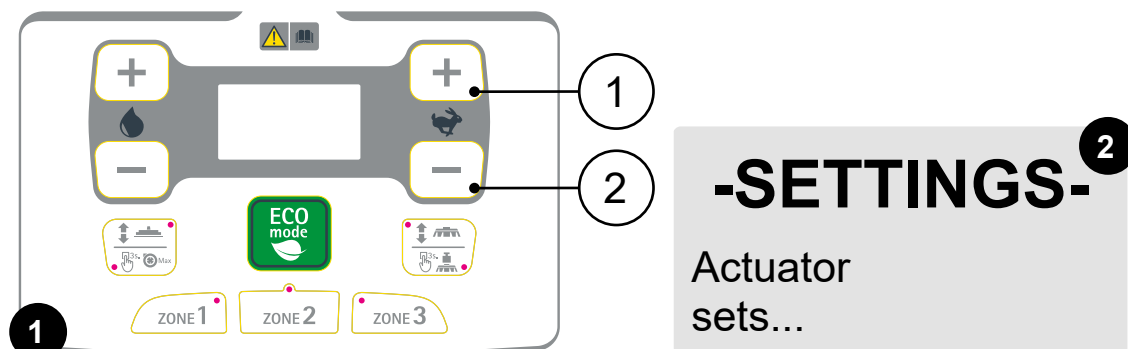 1
2
ECO
mode
3s.
Max
3s.
ZONE 1
ZONE 2
ZONE 3
1
2
-SETTINGS-
Actuator
sets...